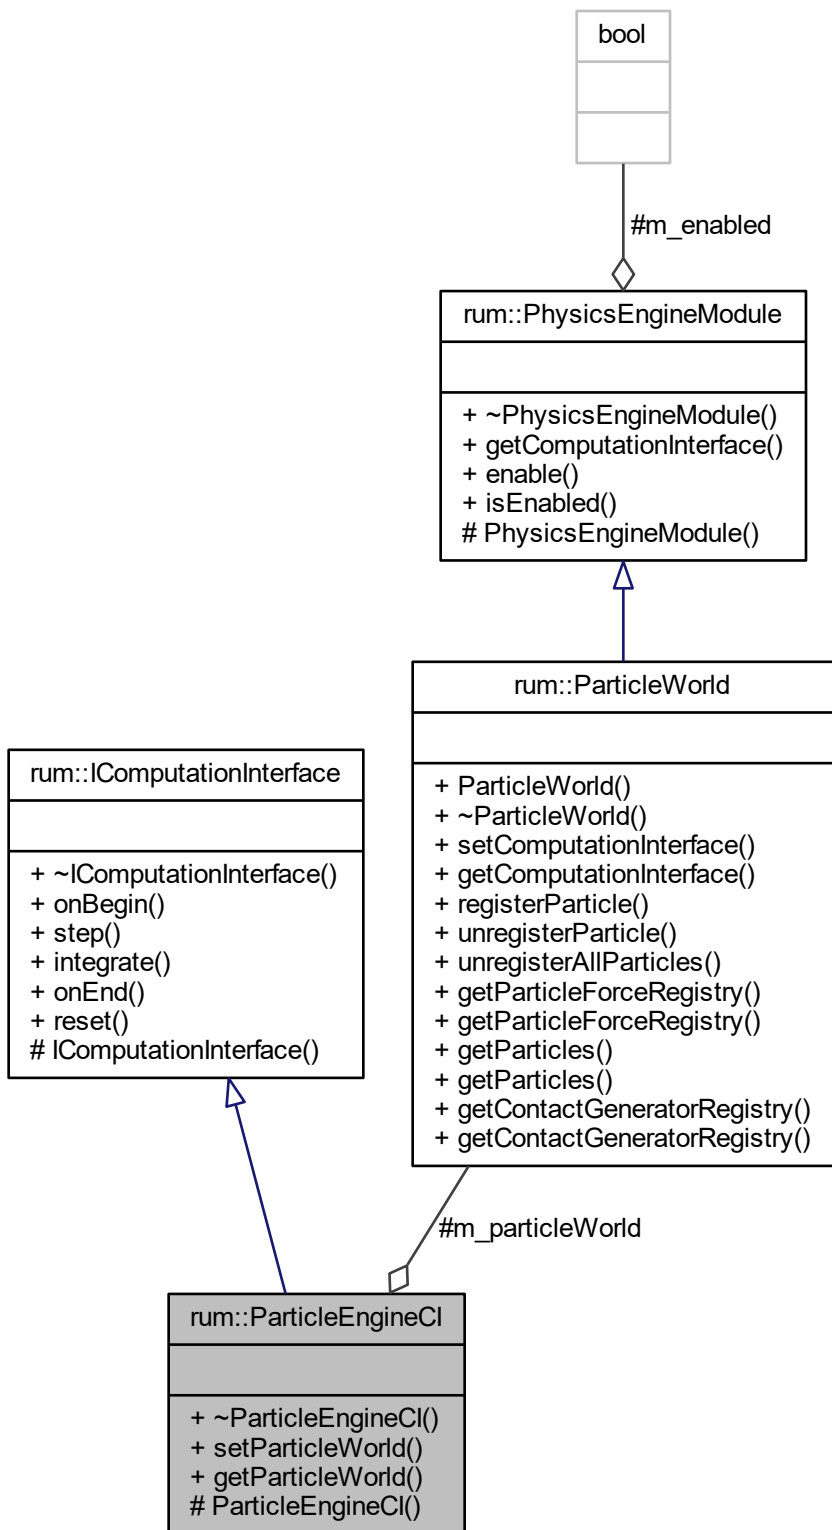 bool
#m_enabled
rum::PhysicsEngineModule
+ ~PhysicsEngineModule()
+ getComputationInterface()
+ enable()
+ isEnabled()
# PhysicsEngineModule()
rum::ParticleWorld
+ ParticleWorld()
+ ~ParticleWorld()
+ setComputationInterface()
+ getComputationInterface()
+ registerParticle()
+ unregisterParticle()
+ unregisterAllParticles()
+ getParticleForceRegistry()
+ getParticleForceRegistry()
+ getParticles()
+ getParticles()
+ getContactGeneratorRegistry()
+ getContactGeneratorRegistry()
rum::IComputationInterface
+ ~IComputationInterface()
+ onBegin()
+ step()
+ integrate()
+ onEnd()
+ reset()
# IComputationInterface()
#m_particleWorld
rum::ParticleEngineCI
+ ~ParticleEngineCI()
+ setParticleWorld()
+ getParticleWorld()
# ParticleEngineCI()